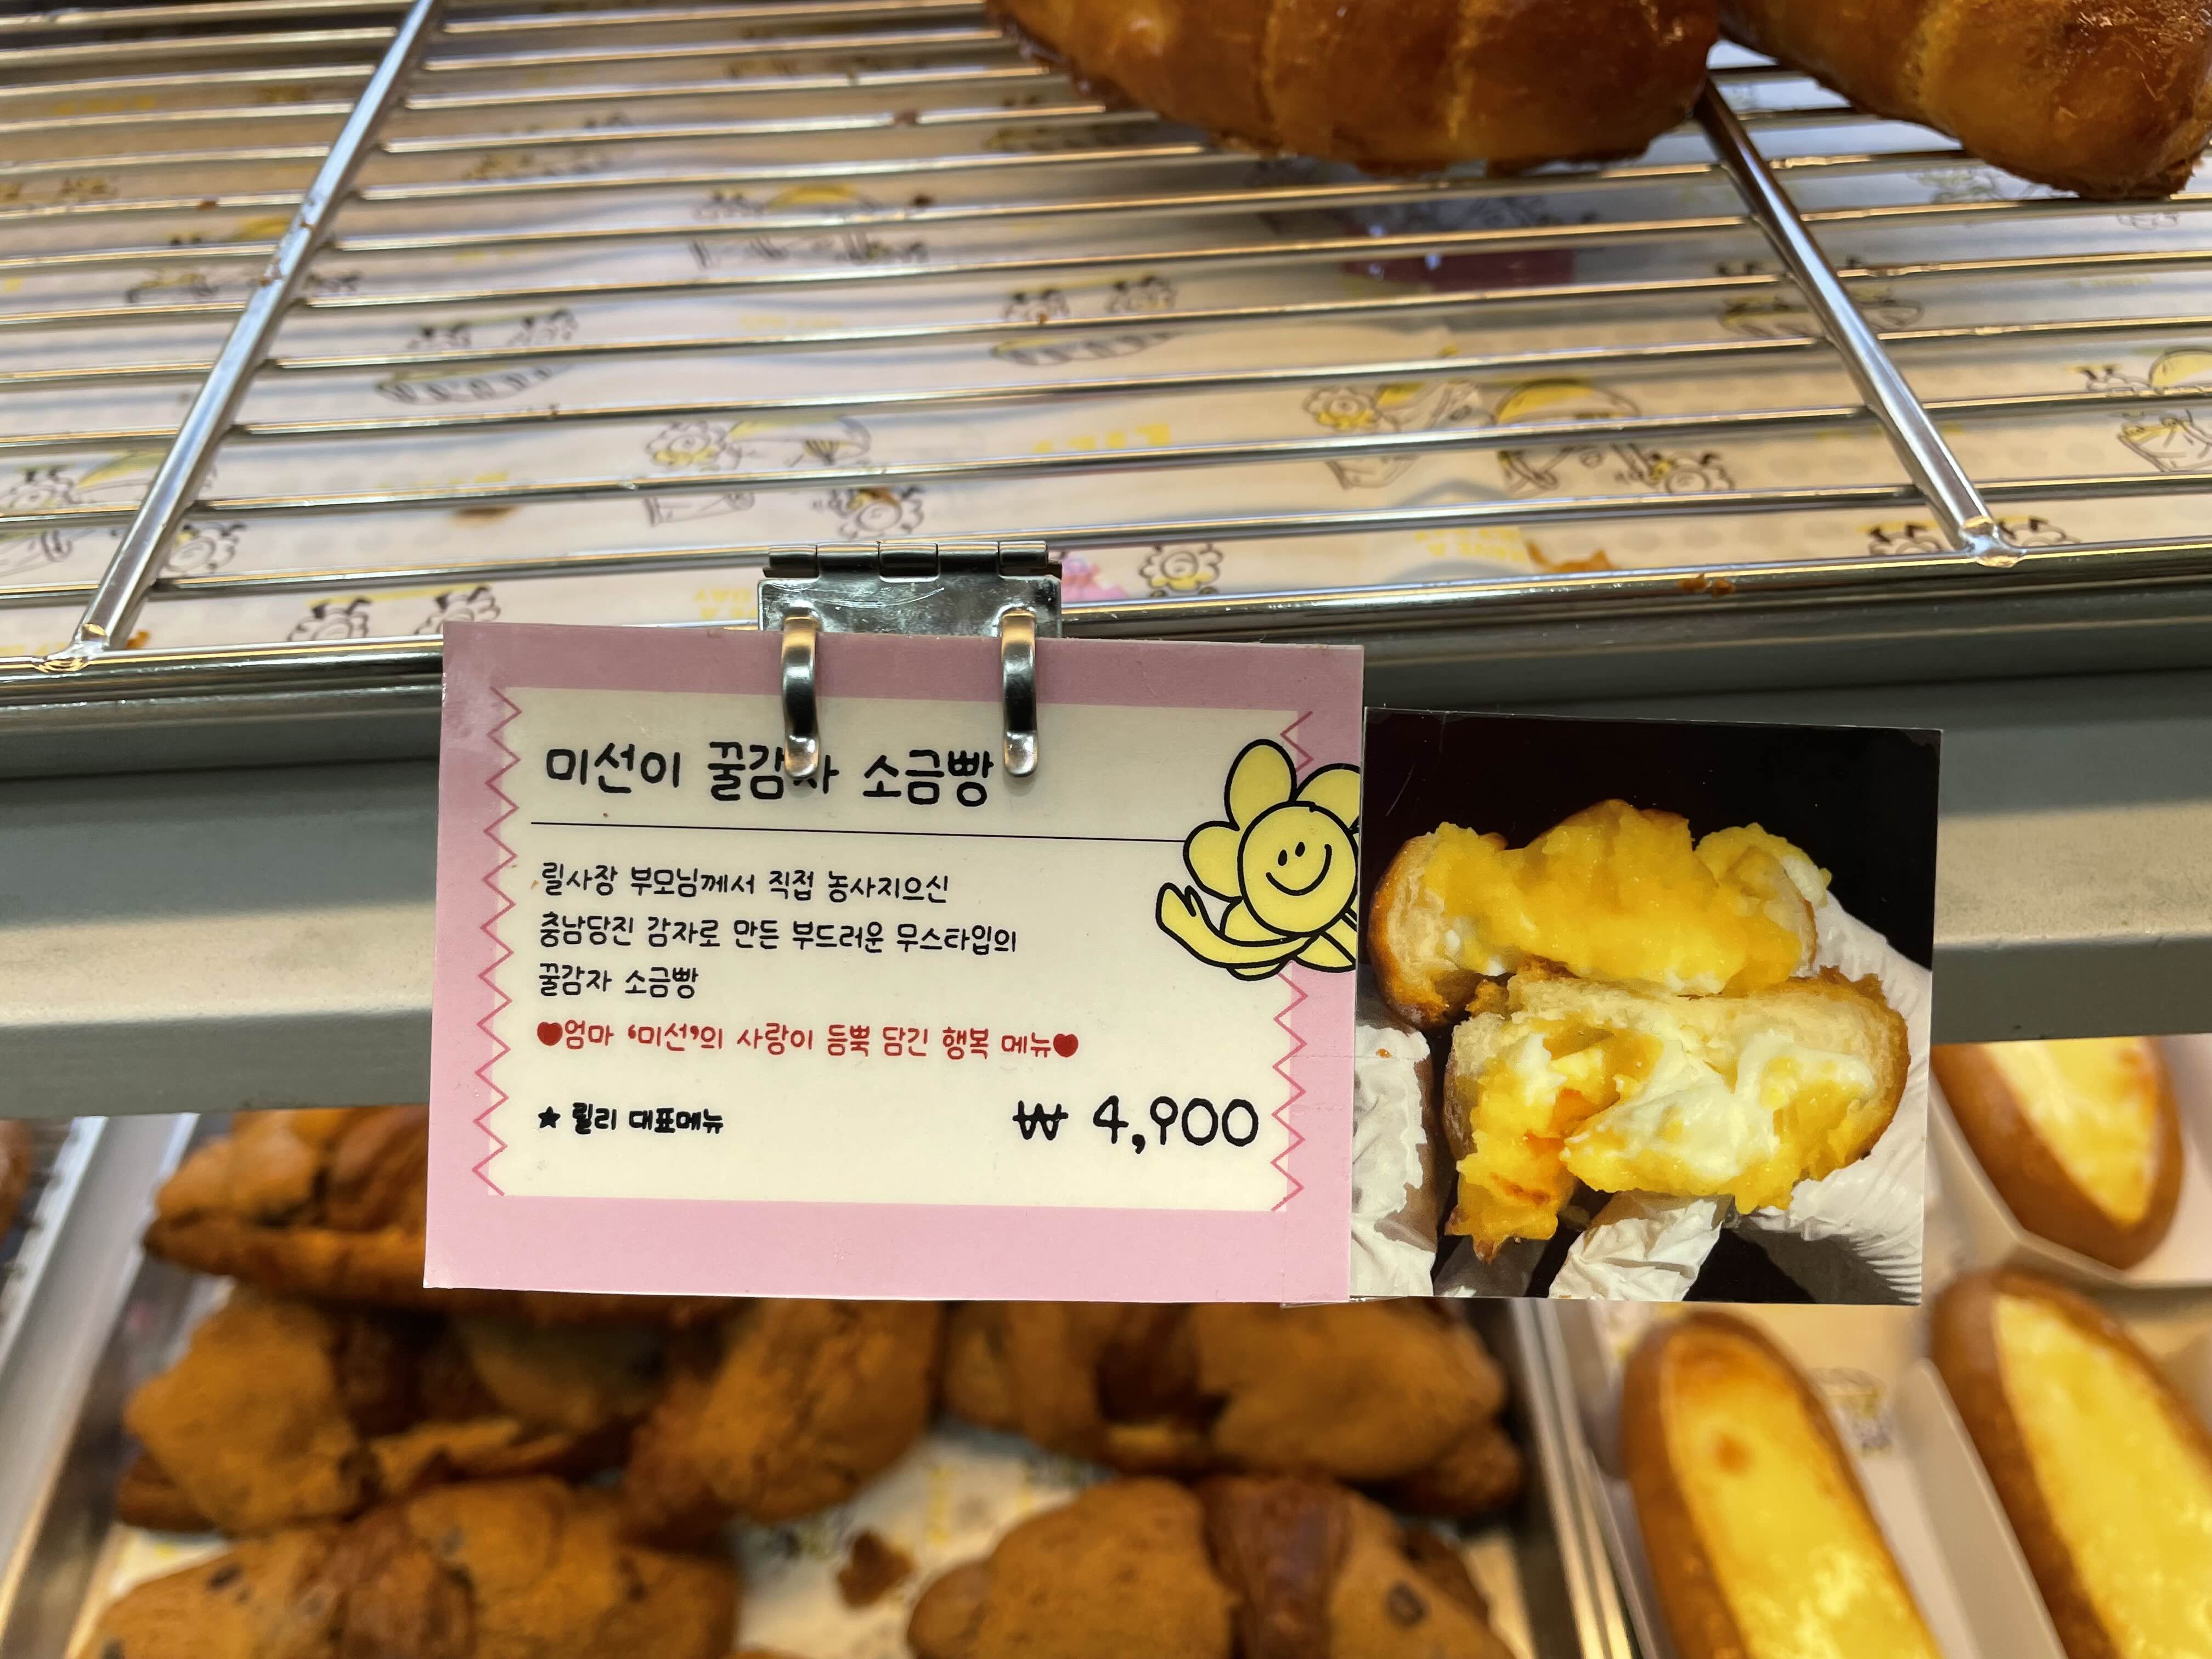 미선이 꿀감자 소금빵
릴사장 부모님께서 직접 농사지으신
충남당진 감자로 만든 부드러운 무스타입의
꿀감자 소금빵
♥엄마 ‘미선’의 사랑이 듬뿍 담긴 행복 메뉴♥
★ 릴리 대표메뉴
₩ 4,900